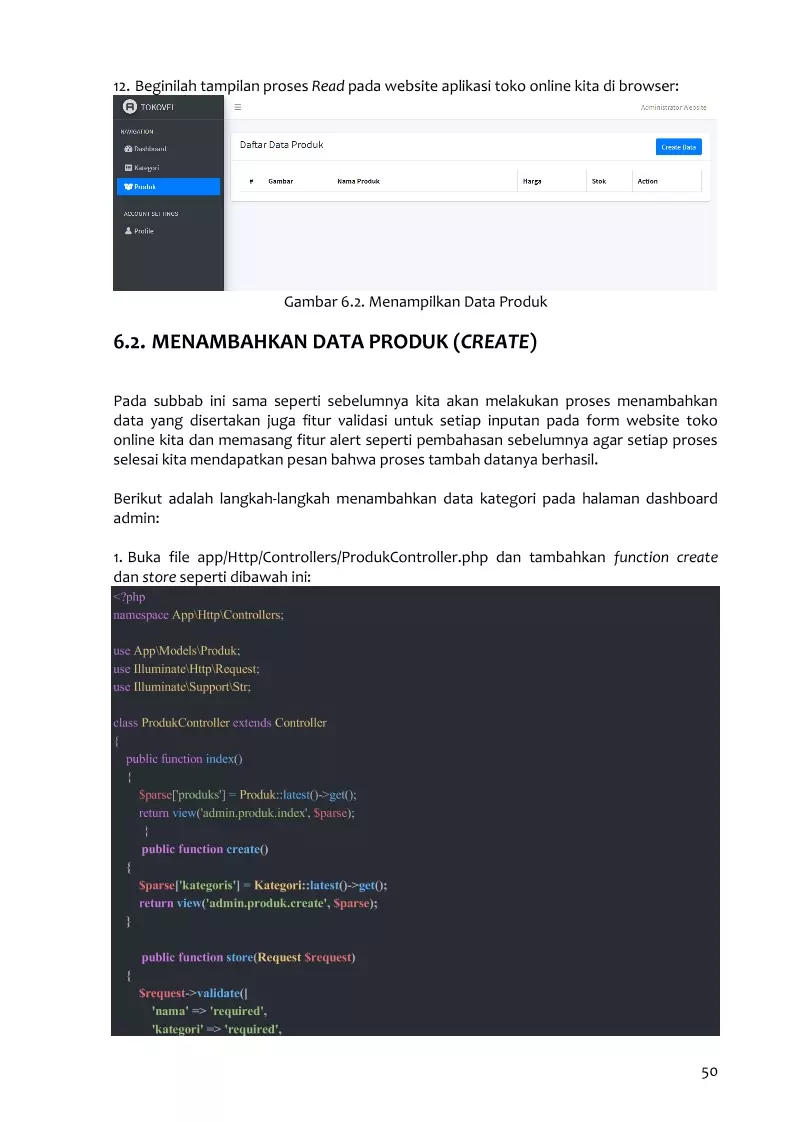 12. Beginilah tampilan proses Read pada website aplikasi toko online kita di browser:
TOKOVEL
Administrator Website
NAVIGATION
Dashboard
Kategori
Produk
ACCOUNT SETTINGS
Profile
Daftar Data Produk
Create Data
# Gambar Nama Produk Harga Stok Action
Gambar 6.2. Menampilkan Data Produk
6.2. MENAMBAHKAN DATA PRODUK (CREATE)
Pada subbab ini sama seperti sebelumnya kita akan melakukan proses menambahkan
data yang disertakan juga fitur validasi untuk setiap inputan pada form website toko
online kita dan memasang fitur alert seperti pembahasan sebelumnya agar setiap proses
selesai kita mendapatkan pesan bahwa proses tambah datanya berhasil.
Berikut adalah langkah-langkah menambahkan data kategori pada halaman dashboard
admin:
1. Buka file app/Http/Controllers/ProdukController.php dan tambahkan function create
dan store seperti dibawah ini:
<?php
namespace App\Http\Controllers;
use App\Models\Produk;
use Illuminate\Http\Request;
use Illuminate\Support\Str;
class ProdukController extends Controller
{
public function index()
{
$parse['produks'] = Produk::latest()->get();
return view('admin.produk.index', $parse);
}
public function create()
{
$parse['kategoris'] = Kategori::latest()->get();
return view('admin.produk.create', $parse);
}
public function store(Request $request)
{
$request->validate([
'nama' => 'required',
'kategori' => 'required',
50